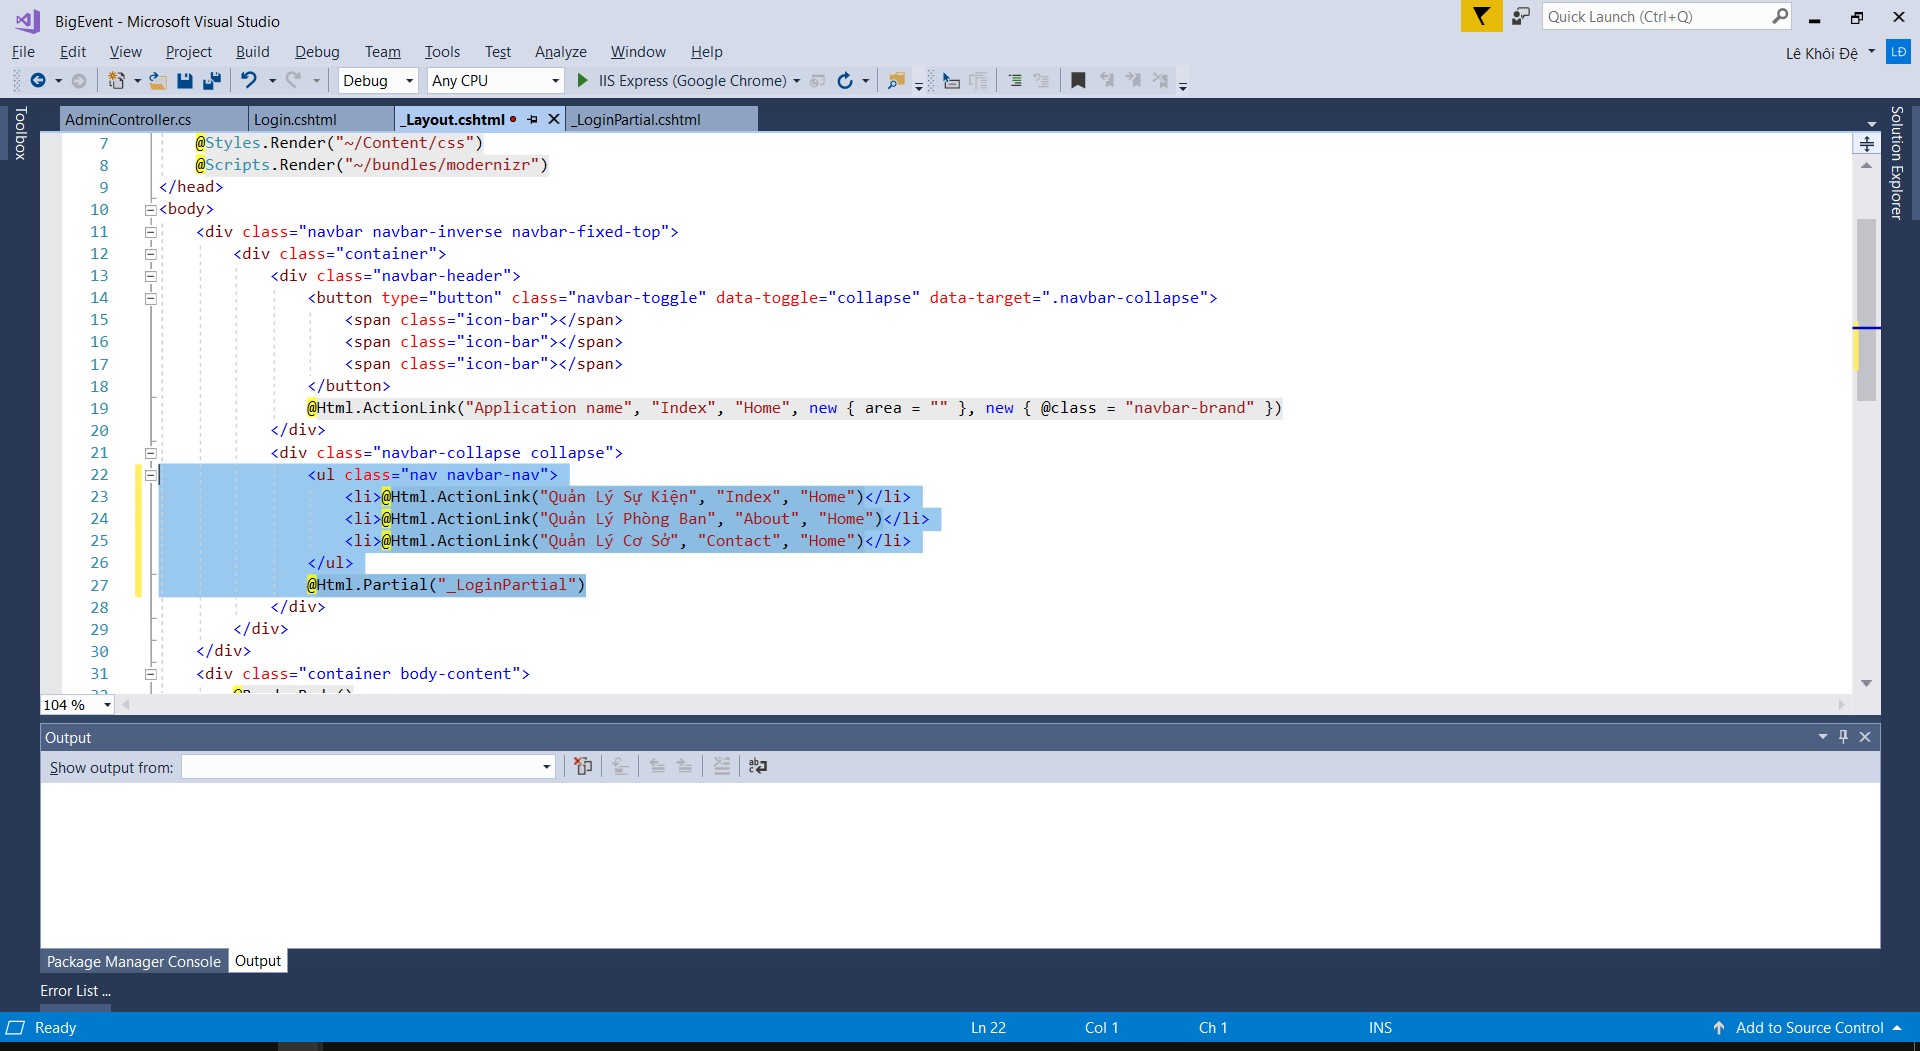 BigEvent - Microsoft Visual Studio
Quick Launch (Ctrl+Q)
File Edit View Project Build Debug Team Tools Test Analyze Window Help
Lê Khôi Đệ LĐ
Debug Any CPU IIS Express (Google Chrome)
Toolbox
Solution Explorer
AdminController.cs Login.cshtml _Layout.cshtml _LoginPartial.cshtml
7 @Styles.Render("~/Content/css")
8 @Scripts.Render("~/bundles/modernizr")
9 </head>
10 <body>
11 <div class="navbar navbar-inverse navbar-fixed-top">
12 <div class="container">
13 <div class="navbar-header">
14 <button type="button" class="navbar-toggle" data-toggle="collapse" data-target=".navbar-collapse">
15 <span class="icon-bar"></span>
16 <span class="icon-bar"></span>
17 <span class="icon-bar"></span>
18 </button>
19 @Html.ActionLink("Application name", "Index", "Home", new { area = "" }, new { @class = "navbar-brand" })
20 </div>
21 <div class="navbar-collapse collapse">
22 <ul class="nav navbar-nav">
23 <li>@Html.ActionLink("Quản Lý Sự Kiện", "Index", "Home")</li>
24 <li>@Html.ActionLink("Quản Lý Phòng Ban", "About", "Home")</li>
25 <li>@Html.ActionLink("Quản Lý Cơ Sở", "Contact", "Home")</li>
26 </ul>
27 @Html.Partial("_LoginPartial")
28 </div>
29 </div>
30 </div>
31 <div class="container body-content">
104 %
Output
Show output from:
Package Manager Console Output
Error List ...
Ready Ln 22 Col 1 Ch 1 INS Add to Source Control